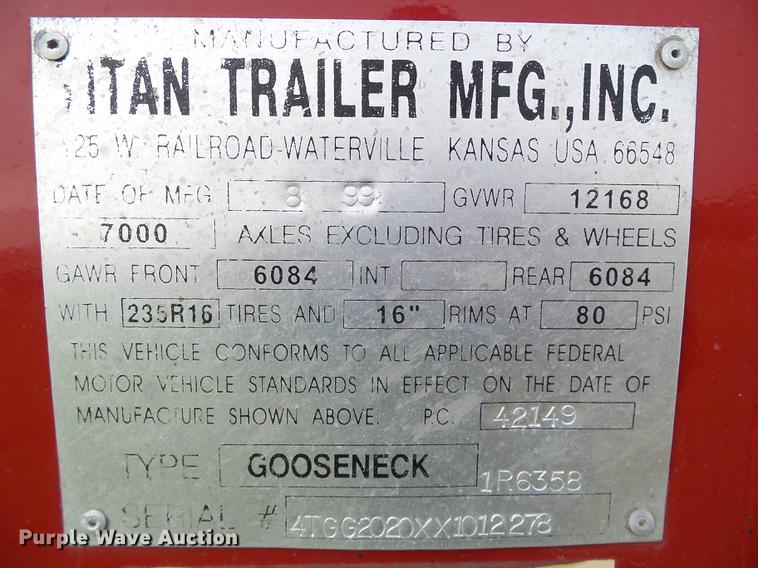 MANUFACTURED BY
TITAN TRAILER MFG., INC.
125 W RAILROAD-WATERVILLE KANSAS USA 66548
DATE OF MFG 8 99 GVWR 12168
7000 AXLES EXCLUDING TIRES & WHEELS
GAWR FRONT 6084 INT REAR 6084
WITH 235R16 TIRES AND 16" RIMS AT 80 PSI
THIS VEHICLE CONFORMS TO ALL APPLICABLE FEDERAL
MOTOR VEHICLE STANDARDS IN EFFECT ON THE DATE OF
MANUFACTURE SHOWN ABOVE. P.C. 42149
TYPE GOOSENECK 1R6358
SERIAL # 4TGG2020XX1012278
Purple Wave Auction